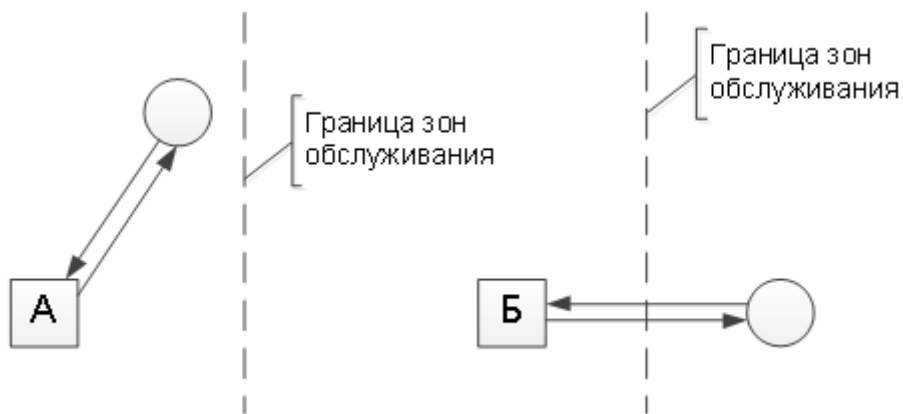 Граница зон
обслуживания
Граница зон
обслуживания
А
Б